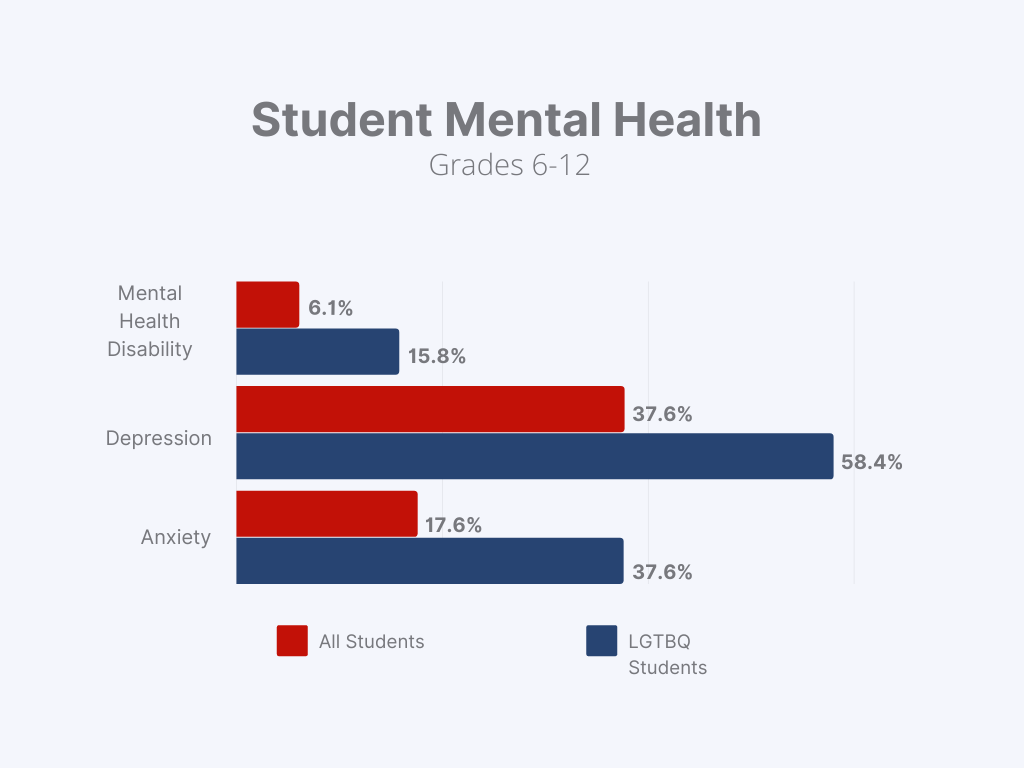 Student Mental Health
Grades 6-12
Mental
Health
Disability
6.1%
15.8%
Depression
37.6%
58.4%
Anxiety
17.6%
37.6%
All Students
LGTBQ
Students